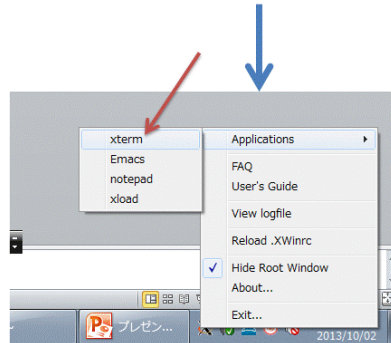 xterm
Emacs
notepad
xload
Applications
FAQ
User's Guide
View logfile
Reload .XWinrc
Hide Root Window
About...
Exit...
プレゼン...
2013/10/02